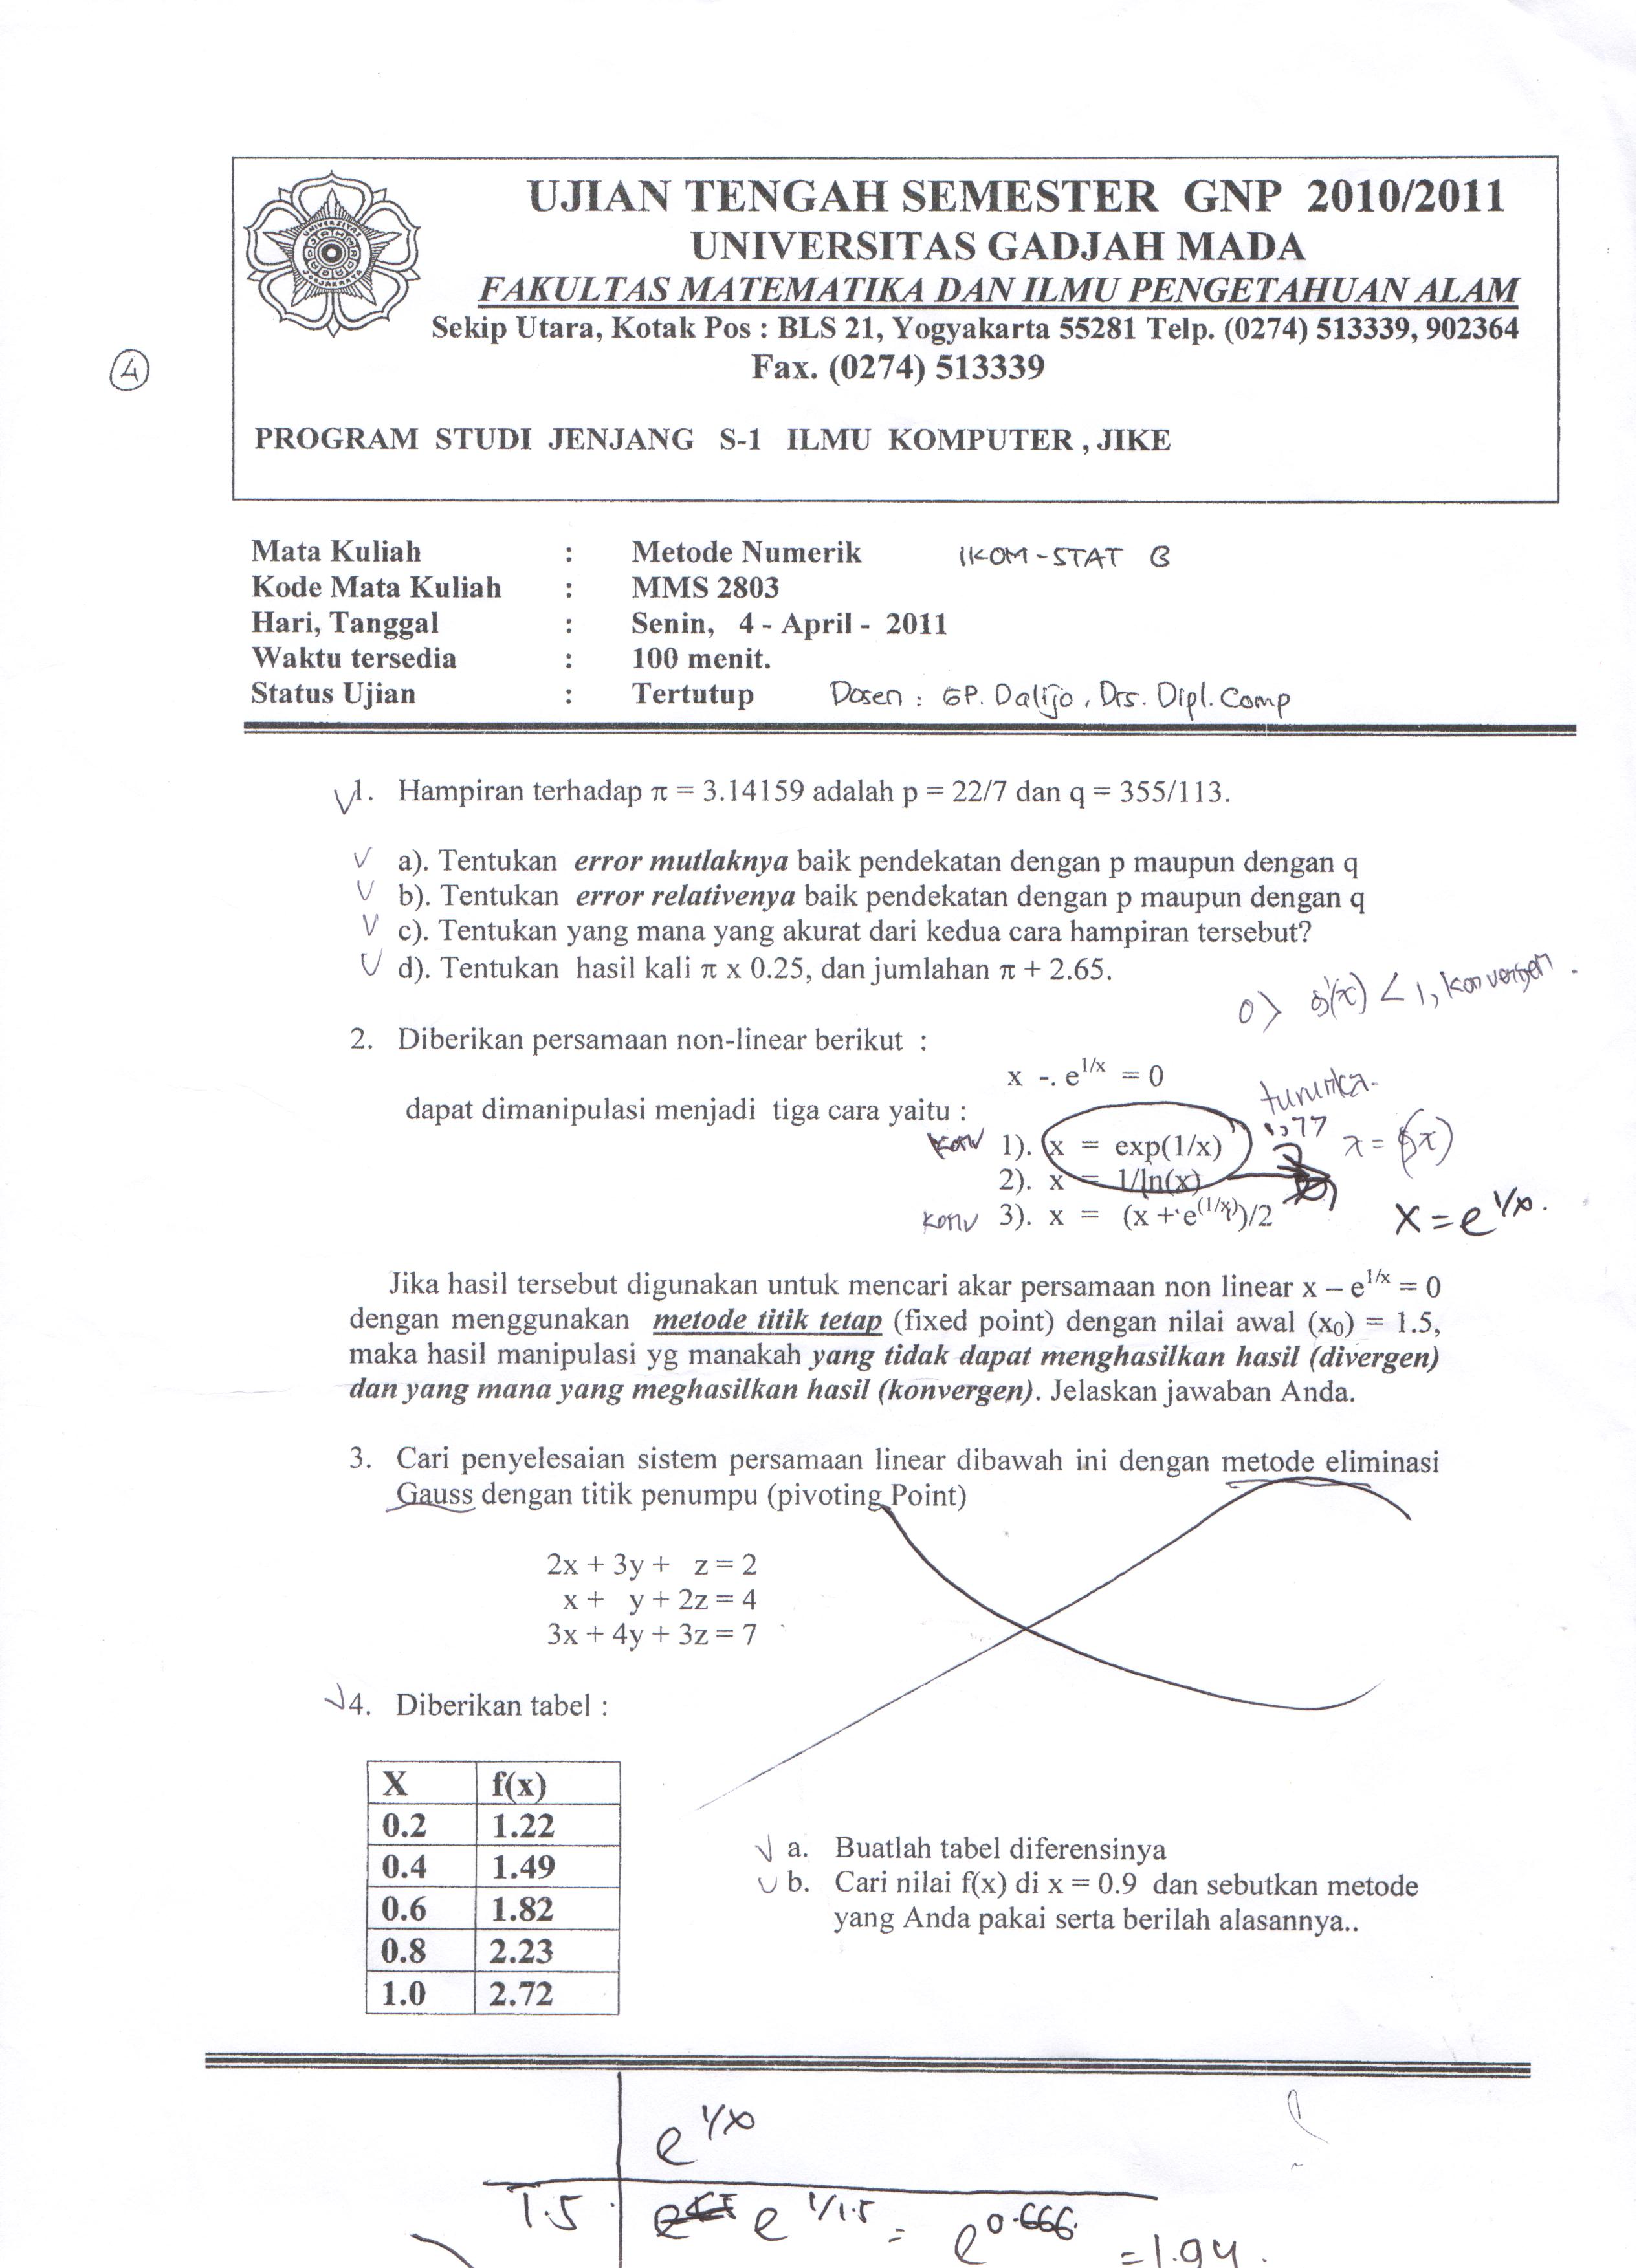 UJIAN TENGAH SEMESTER GNP 2010/2011
UNIVERSITAS GADJAH MADA
FAKULTAS MATEMATIKA DAN ILMU PENGETAHUAN ALAM
Sekip Utara, Kotak Pos : BLS 21, Yogyakarta 55281 Telp. (0274) 513339, 902364
Fax. (0274) 513339
4
PROGRAM STUDI JENJANG S-1 ILMU KOMPUTER , JIKE
Mata Kuliah : Metode Numerik IKOM-STAT B
Kode Mata Kuliah : MMS 2803
Hari, Tanggal : Senin, 4 - April - 2011
Waktu tersedia : 100 menit.
Status Ujian : Tertutup Dosen : GP. Dalijo, Drs. Dipl. Comp
1. Hampiran terhadap π = 3.14159 adalah p = 22/7 dan q = 355/113.
a). Tentukan error mutlaknya baik pendekatan dengan p maupun dengan q
b). Tentukan error relativenya baik pendekatan dengan p maupun dengan q
c). Tentukan yang mana yang akurat dari kedua cara hampiran tersebut?
d). Tentukan hasil kali π x 0.25, dan jumlahan π + 2.65.
0 > g'(x) < 1, konvergen.
2. Diberikan persamaan non-linear berikut :
x -. e^1/x = 0
dapat dimanipulasi menjadi tiga cara yaitu :
konv 1). x = exp(1/x) x = g(x)
2). x = 1/ln(x)
konv 3). x = (x + e^(1/x))/2 x = e^1/x.
Jika hasil tersebut digunakan untuk mencari akar persamaan non linear x – e^1/x = 0
dengan menggunakan metode titik tetap (fixed point) dengan nilai awal (x0) = 1.5,
maka hasil manipulasi yg manakah yang tidak dapat menghasilkan hasil (divergen)
dan yang mana yang meghasilkan hasil (konvergen). Jelaskan jawaban Anda.
3. Cari penyelesaian sistem persamaan linear dibawah ini dengan metode eliminasi
Gauss dengan titik penumpu (pivoting Point)
2x + 3y + z = 2
x + y + 2z = 4
3x + 4y + 3z = 7
4. Diberikan tabel :
X f(x)
0.2 1.22
0.4 1.49
0.6 1.82
0.8 2.23
1.0 2.72
a. Buatlah tabel diferensinya
b. Cari nilai f(x) di x = 0.9 dan sebutkan metode
yang Anda pakai serta berilah alasannya..
e^1/x
1.5 e^1/1.5 = e^0.666 = 1.94.